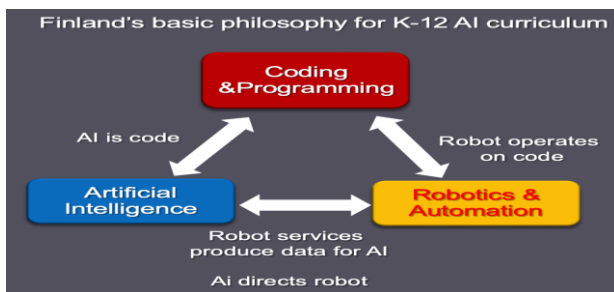 Finland's basic philosophy for K-12 AI curriculum
Coding
&Programming
AI is code
Robot operates
on code
Artificial
Intelligence
Robotics &
Automation
Robot services
produce data for AI
Ai directs robot